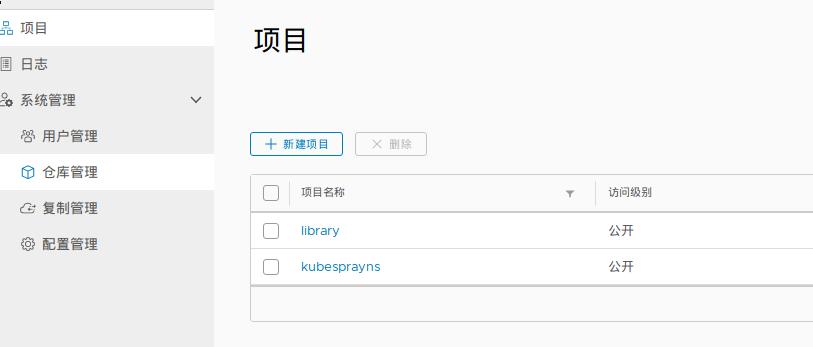 项目
日志
系统管理
用户管理
仓库管理
复制管理
配置管理
项目
新建项目 删除
项目名称 访问级别
library 公开
kubesprayns 公开